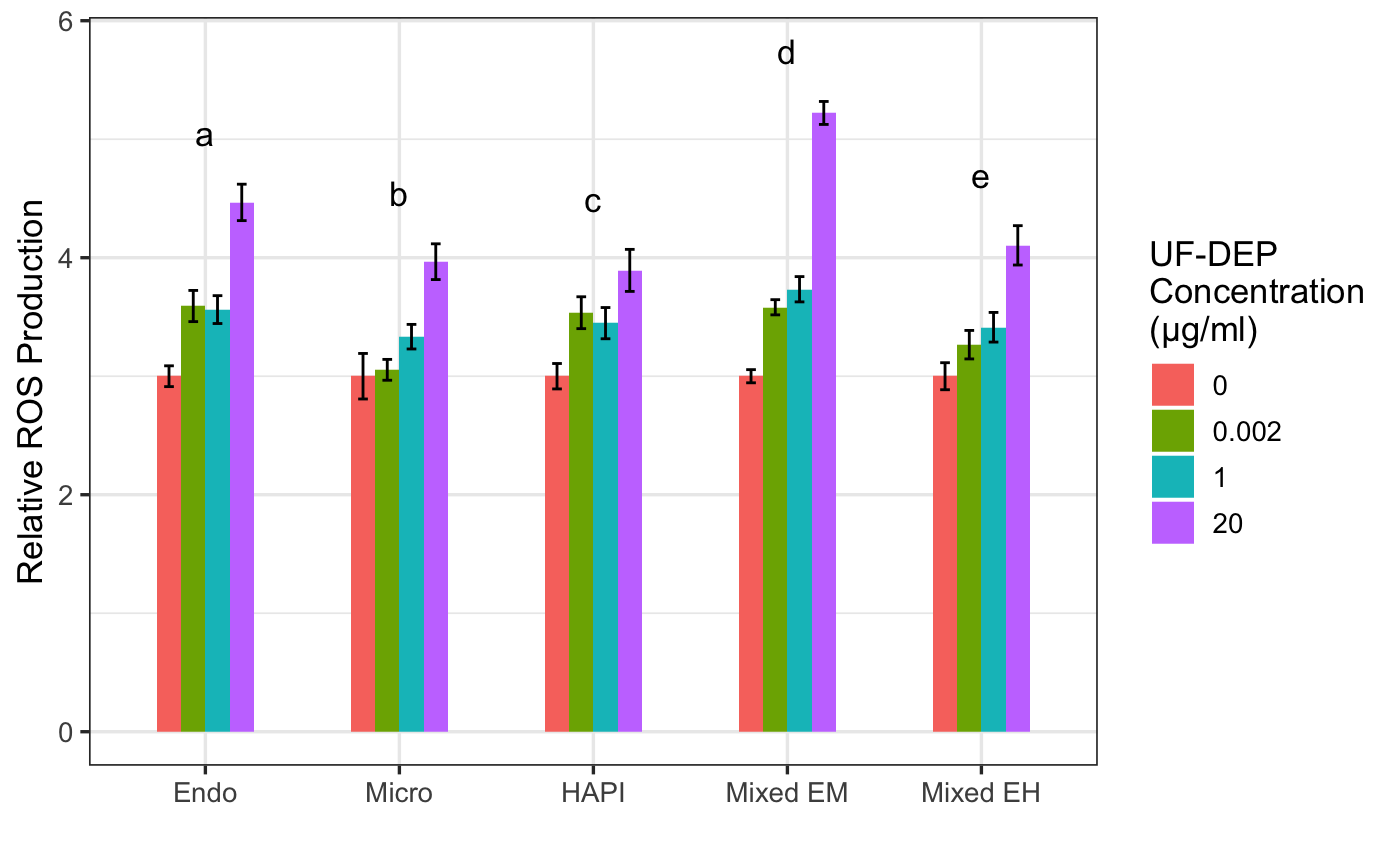 6
d
a
e
b
c
4
2
0
Relative ROS Production
Endo
Micro
HAPI
Mixed EM
Mixed EH
UF-DEP
Concentration
(μg/ml)
0
0.002
1
20